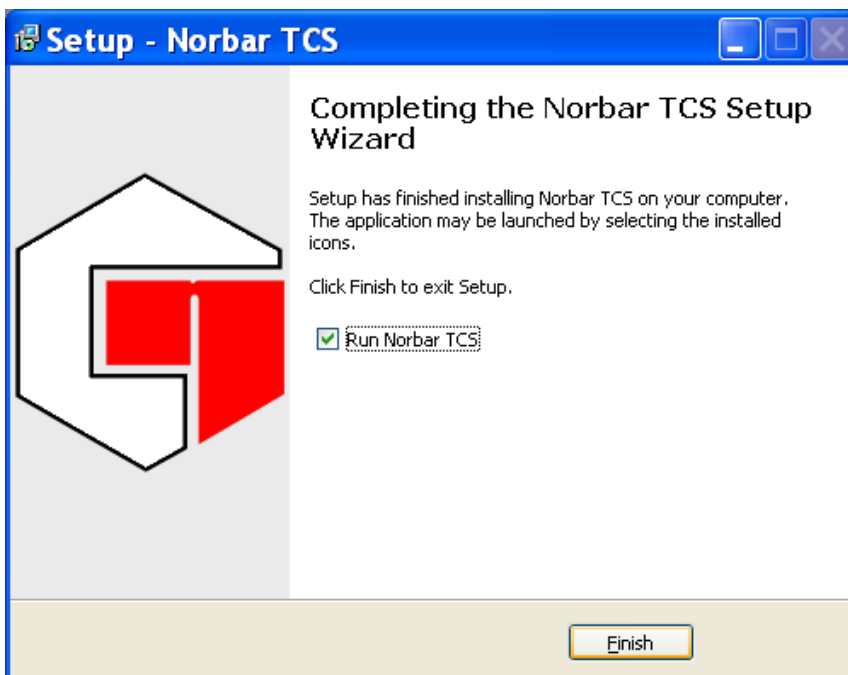 Setup - Norbar TCS
Completing the Norbar TCS Setup
Wizard
Setup has finished installing Norbar TCS on your computer.
The application may be launched by selecting the installed
icons.
Click Finish to exit Setup.
Run Norbar TCS
Finish